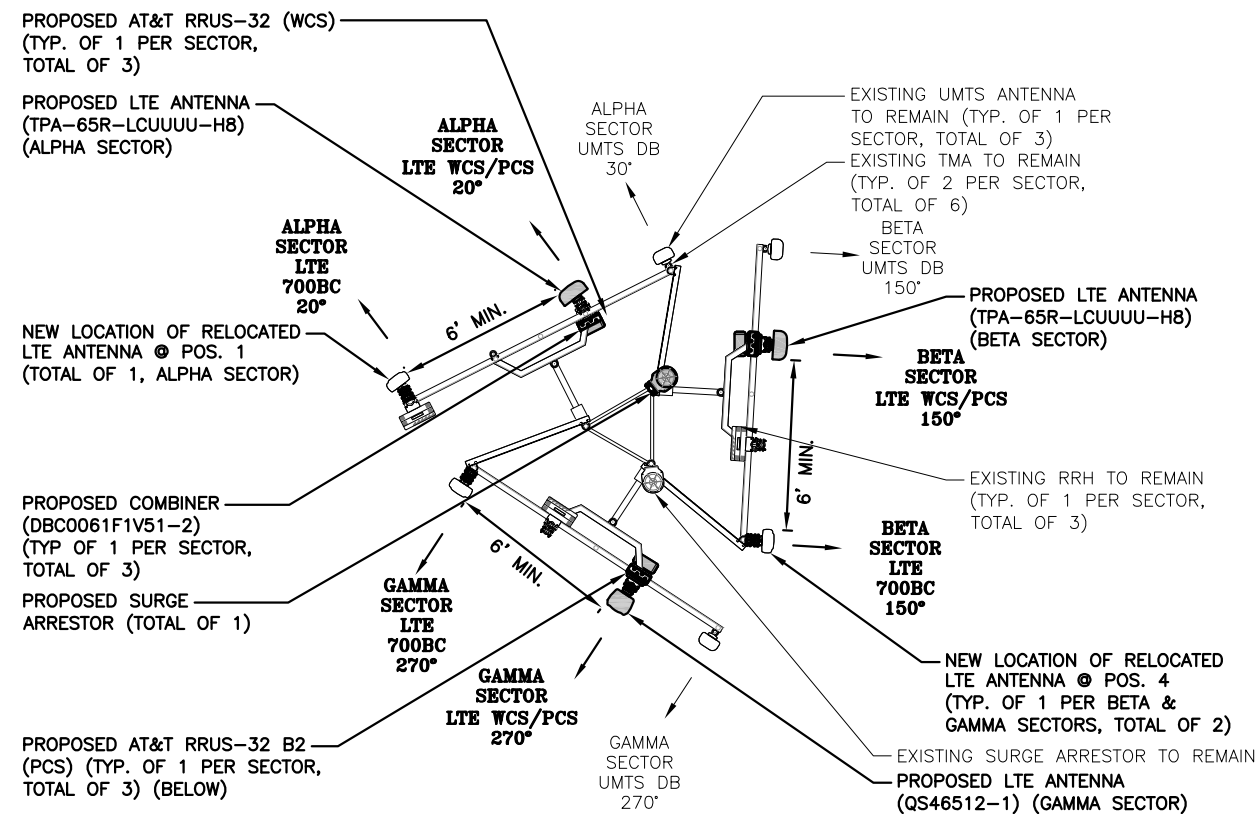 PROPOSED AT&T RRUS-32 (WCS)
(TYP. OF 1 PER SECTOR,
TOTAL OF 3)
PROPOSED LTE ANTENNA
(TPA-65R-LCUUUU-H8)
(ALPHA SECTOR)
ALPHA
SECTOR
LTE WCS/PCS
20°
ALPHA
SECTOR
UMTS DB
30°
EXISTING UMTS ANTENNA
TO REMAIN (TYP. OF 1 PER
SECTOR, TOTAL OF 3)
EXISTING TMA TO REMAIN
(TYP. OF 2 PER SECTOR,
TOTAL OF 6)
BETA
SECTOR
UMTS DB
150°
ALPHA
SECTOR
LTE
700BC
20°
6' MIN.
PROPOSED LTE ANTENNA
(TPA-65R-LCUUUU-H8)
(BETA SECTOR)
NEW LOCATION OF RELOCATED
LTE ANTENNA @ POS. 1
(TOTAL OF 1, ALPHA SECTOR)
BETA
SECTOR
LTE WCS/PCS
150°
6' MIN.
EXISTING RRH TO REMAIN
(TYP. OF 1 PER SECTOR,
TOTAL OF 3)
PROPOSED COMBINER
(DBC0061F1V51-2)
(TYP OF 1 PER SECTOR,
TOTAL OF 3)
PROPOSED SURGE
ARRESTOR (TOTAL OF 1)
6' MIN.
BETA
SECTOR
LTE
700BC
150°
GAMMA
SECTOR
LTE
700BC
270°
GAMMA
SECTOR
LTE WCS/PCS
270°
NEW LOCATION OF RELOCATED
LTE ANTENNA @ POS. 4
(TYP. OF 1 PER BETA &
GAMMA SECTORS, TOTAL OF 2)
PROPOSED AT&T RRUS-32 B2
(PCS) (TYP. OF 1 PER SECTOR,
TOTAL OF 3) (BELOW)
GAMMA
SECTOR
UMTS DB
270°
EXISTING SURGE ARRESTOR TO REMAIN
PROPOSED LTE ANTENNA
(QS46512-1) (GAMMA SECTOR)